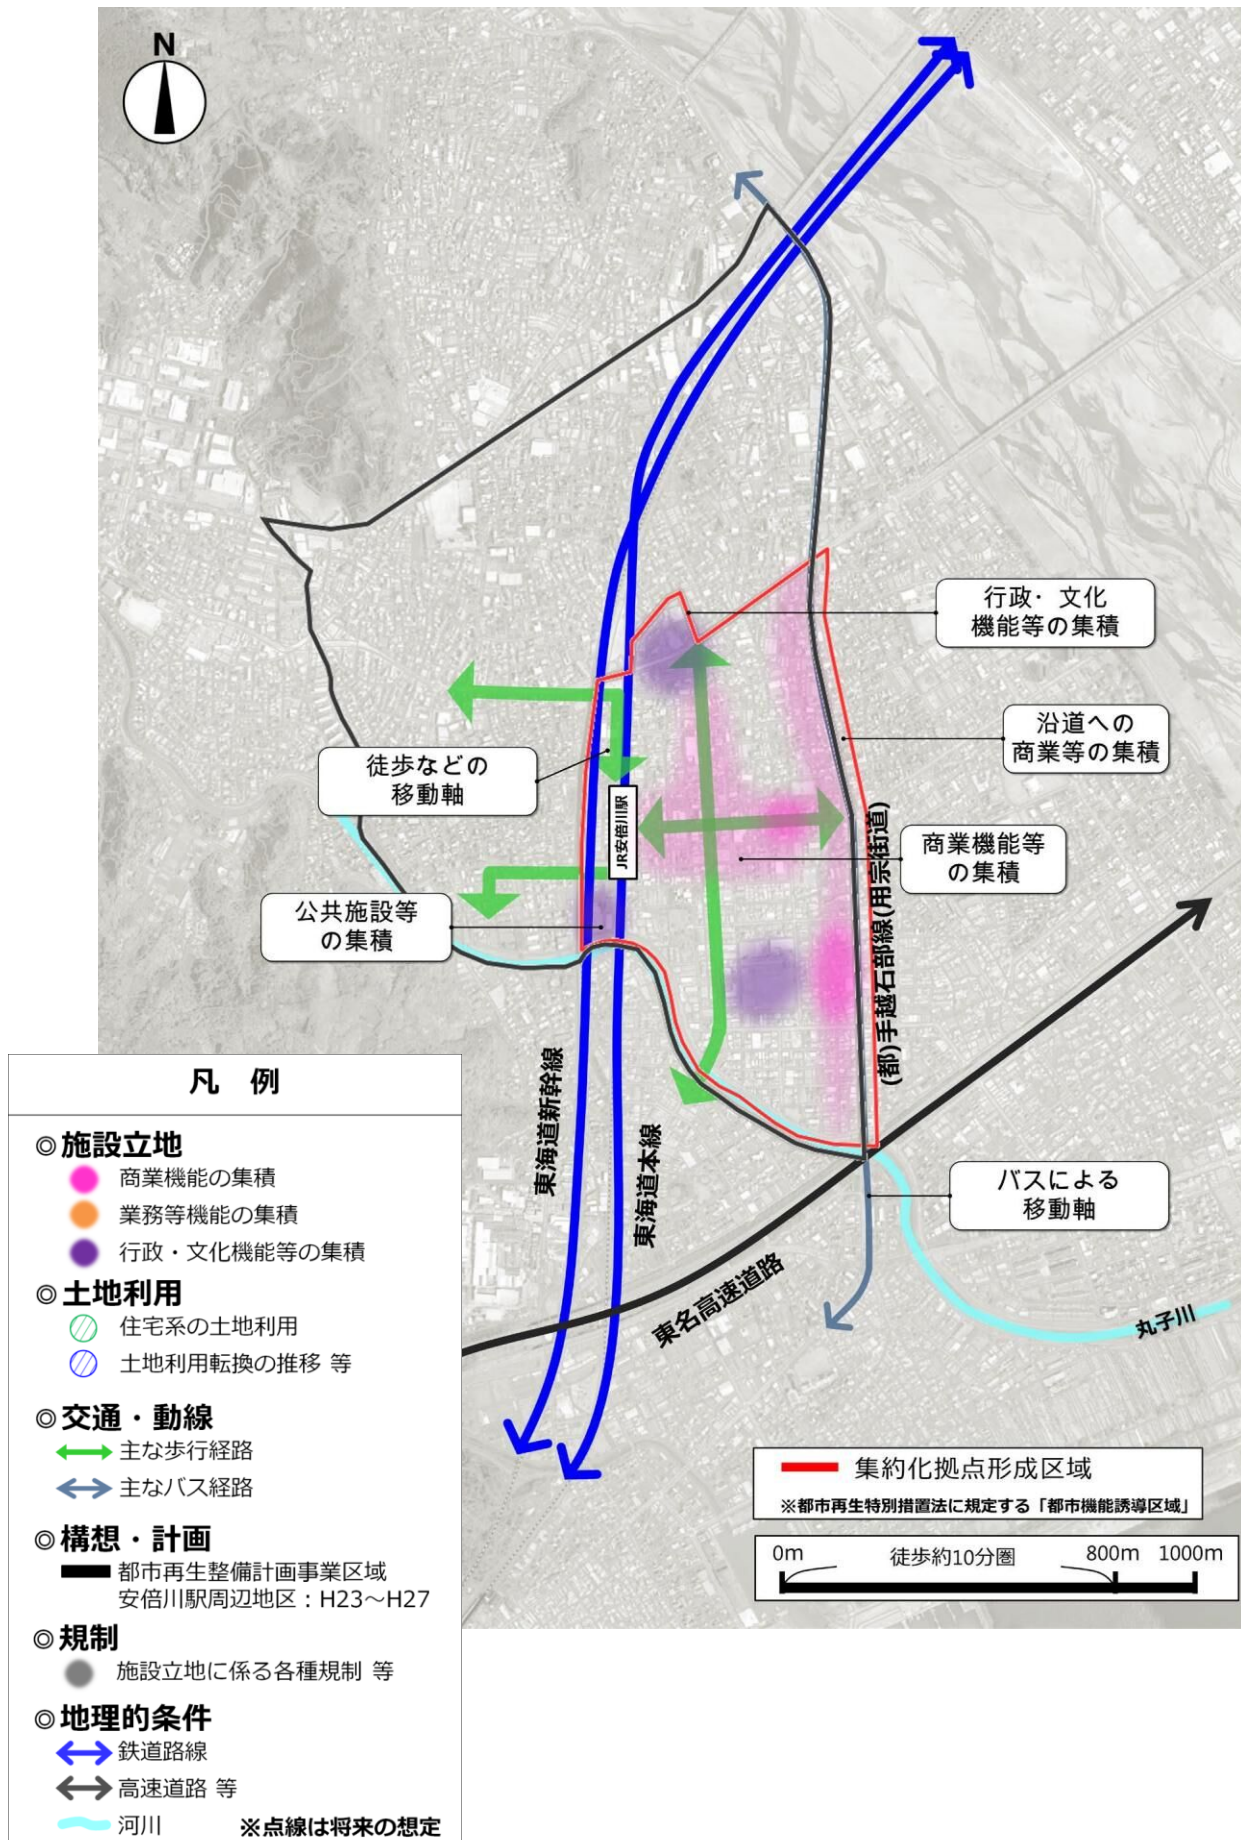 N
行政・ 文化
機能等の集積
沿道への
商業等の集積
徒歩などの
移動軸
JR安倍川駅
商業機能等
の集積
公共施設等
の集積
(都)手越石部線(用宗街道)
東海道新幹線
東海道本線
バスによる
移動軸
東名高速道路
丸子川
凡 例
◎施設立地
商業機能の集積
業務等機能の集積
行政・文化機能等の集積
◎土地利用
住宅系の土地利用
土地利用転換の推移 等
◎交通・動線
主な歩行経路
主なバス経路
◎構想・計画
都市再生整備計画事業区域
安倍川駅周辺地区：H23～H27
◎規制
施設立地に係る各種規制 等
◎地理的条件
鉄道路線
高速道路 等
河川 ※点線は将来の想定
集約化拠点形成区域
※都市再生特別措置法に規定する「都市機能誘導区域」
0m 徒歩約10分圏 800m 1000m